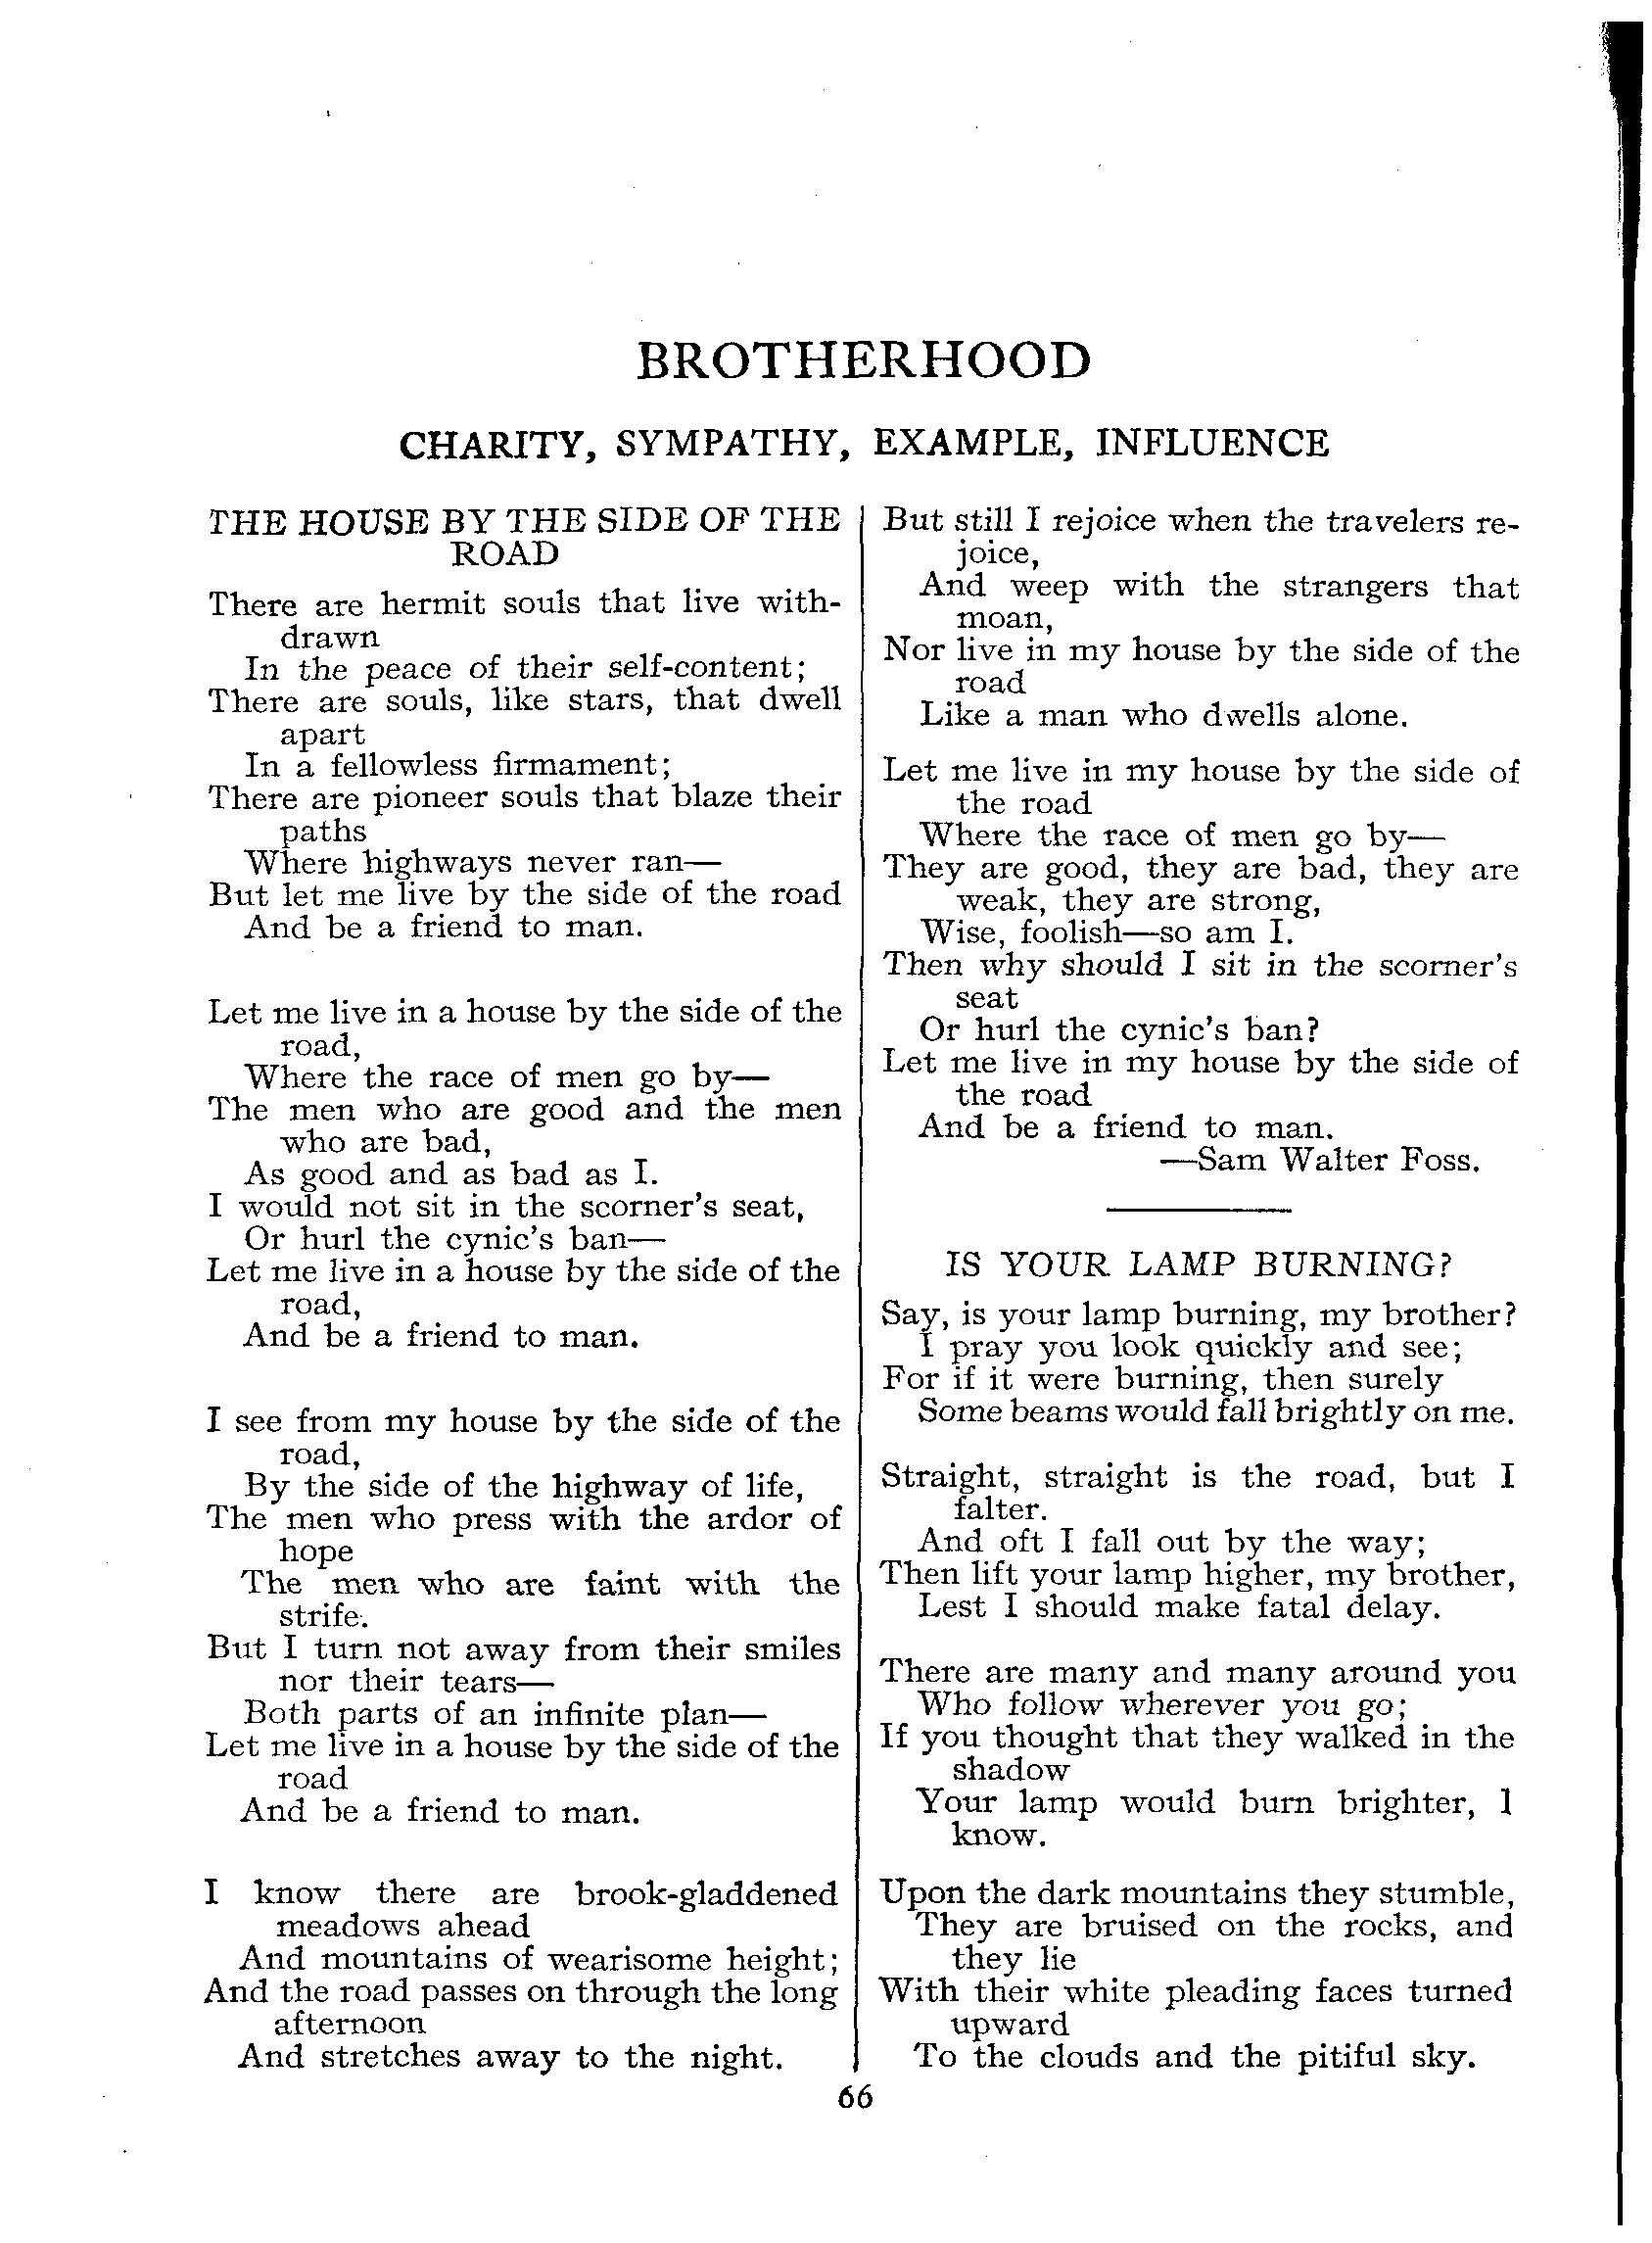 BROTHERHOOD
CHARITY, SYMPATHY, EXAMPLE, INFLUENCE
THE HOUSE BY THE SIDE OF THE
ROAD
There are hermit souls that live with-
drawn
In the peace of their self-content;
There are souls, like stars, that dwell
apart
In a fellowless firmament;
There are pioneer souls that blaze their
paths
Where highways never ran—
But let me live by the side of the road
And be a friend to man.
Let me live in a house by the side of the
road,
Where the race of men go by—
The men who are good and the men
who are bad,
As good and as bad as I.
I would not sit in the scorner's seat,
Or hurl the cynic's ban—
Let me live in a house by the side of the
road,
And be a friend to man.
I see from my house by the side of the
road,
By the side of the highway of life,
The men who press with the ardor of
hope
The men who are faint with the
strife.
But I turn not away from their smiles
nor their tears—
Both parts of an infinite plan—
Let me live in a house by the side of the
road
And be a friend to man.
I know there are brook-gladdened
meadows ahead
And mountains of wearisome height;
And the road passes on through the long
afternoon
And stretches away to the night.
But still I rejoice when the travelers re-
joice,
And weep with the strangers that
moan,
Nor live in my house by the side of the
road
Like a man who dwells alone.
Let me live in my house by the side of
the road
Where the race of men go by—
They are good, they are bad, they are
weak, they are strong,
Wise, foolish—so am I.
Then why should I sit in the scorner's
seat
Or hurl the cynic's ban?
Let me live in my house by the side of
the road
And be a friend to man.
—Sam Walter Foss.
IS YOUR LAMP BURNING?
Say, is your lamp burning, my brother?
I pray you look quickly and see;
For if it were burning, then surely
Some beams would fall brightly on me.
Straight, straight is the road, but I
falter.
And oft I fall out by the way;
Then lift your lamp higher, my brother,
Lest I should make fatal delay.
There are many and many around you
Who follow wherever you go;
If you thought that they walked in the
shadow
Your lamp would burn brighter, I
know.
Upon the dark mountains they stumble,
They are bruised on the rocks, and
they lie
With their white pleading faces turned
upward
To the clouds and the pitiful sky.
66